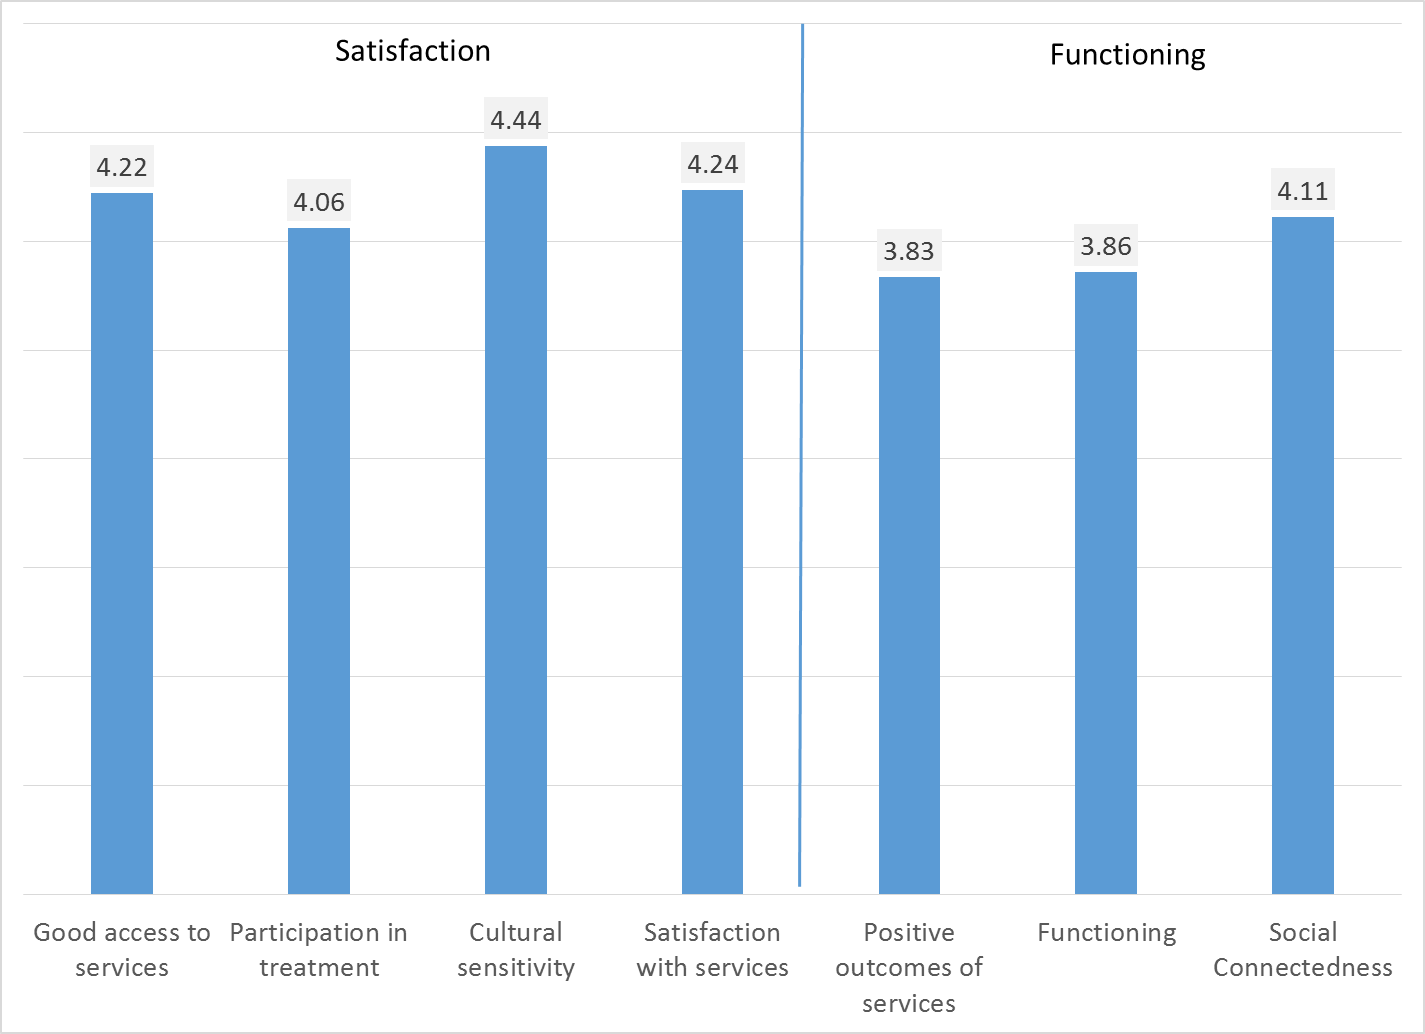 Satisfaction
Functioning
4.22
4.06
4.44
4.24
3.83
3.86
4.11
Good access to
services
Participation in
treatment
Cultural
sensitivity
Satisfaction
with services
Positive
outcomes of
services
Functioning
Social
Connectedness